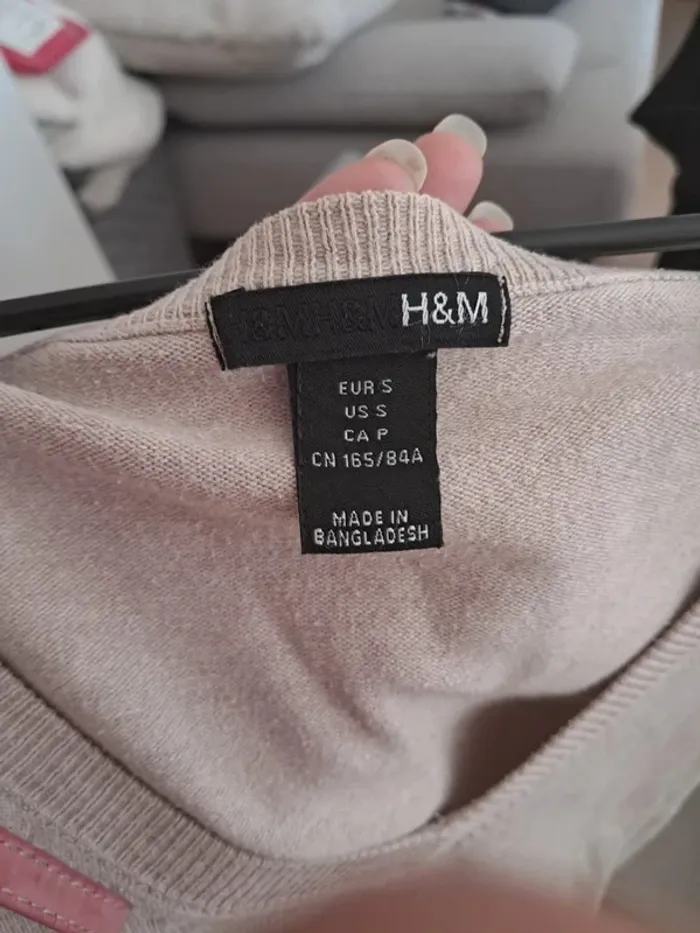 H&M H&M H&M
EUR S
US S
CA P
CN 165/84A
MADE IN
BANGLADESH